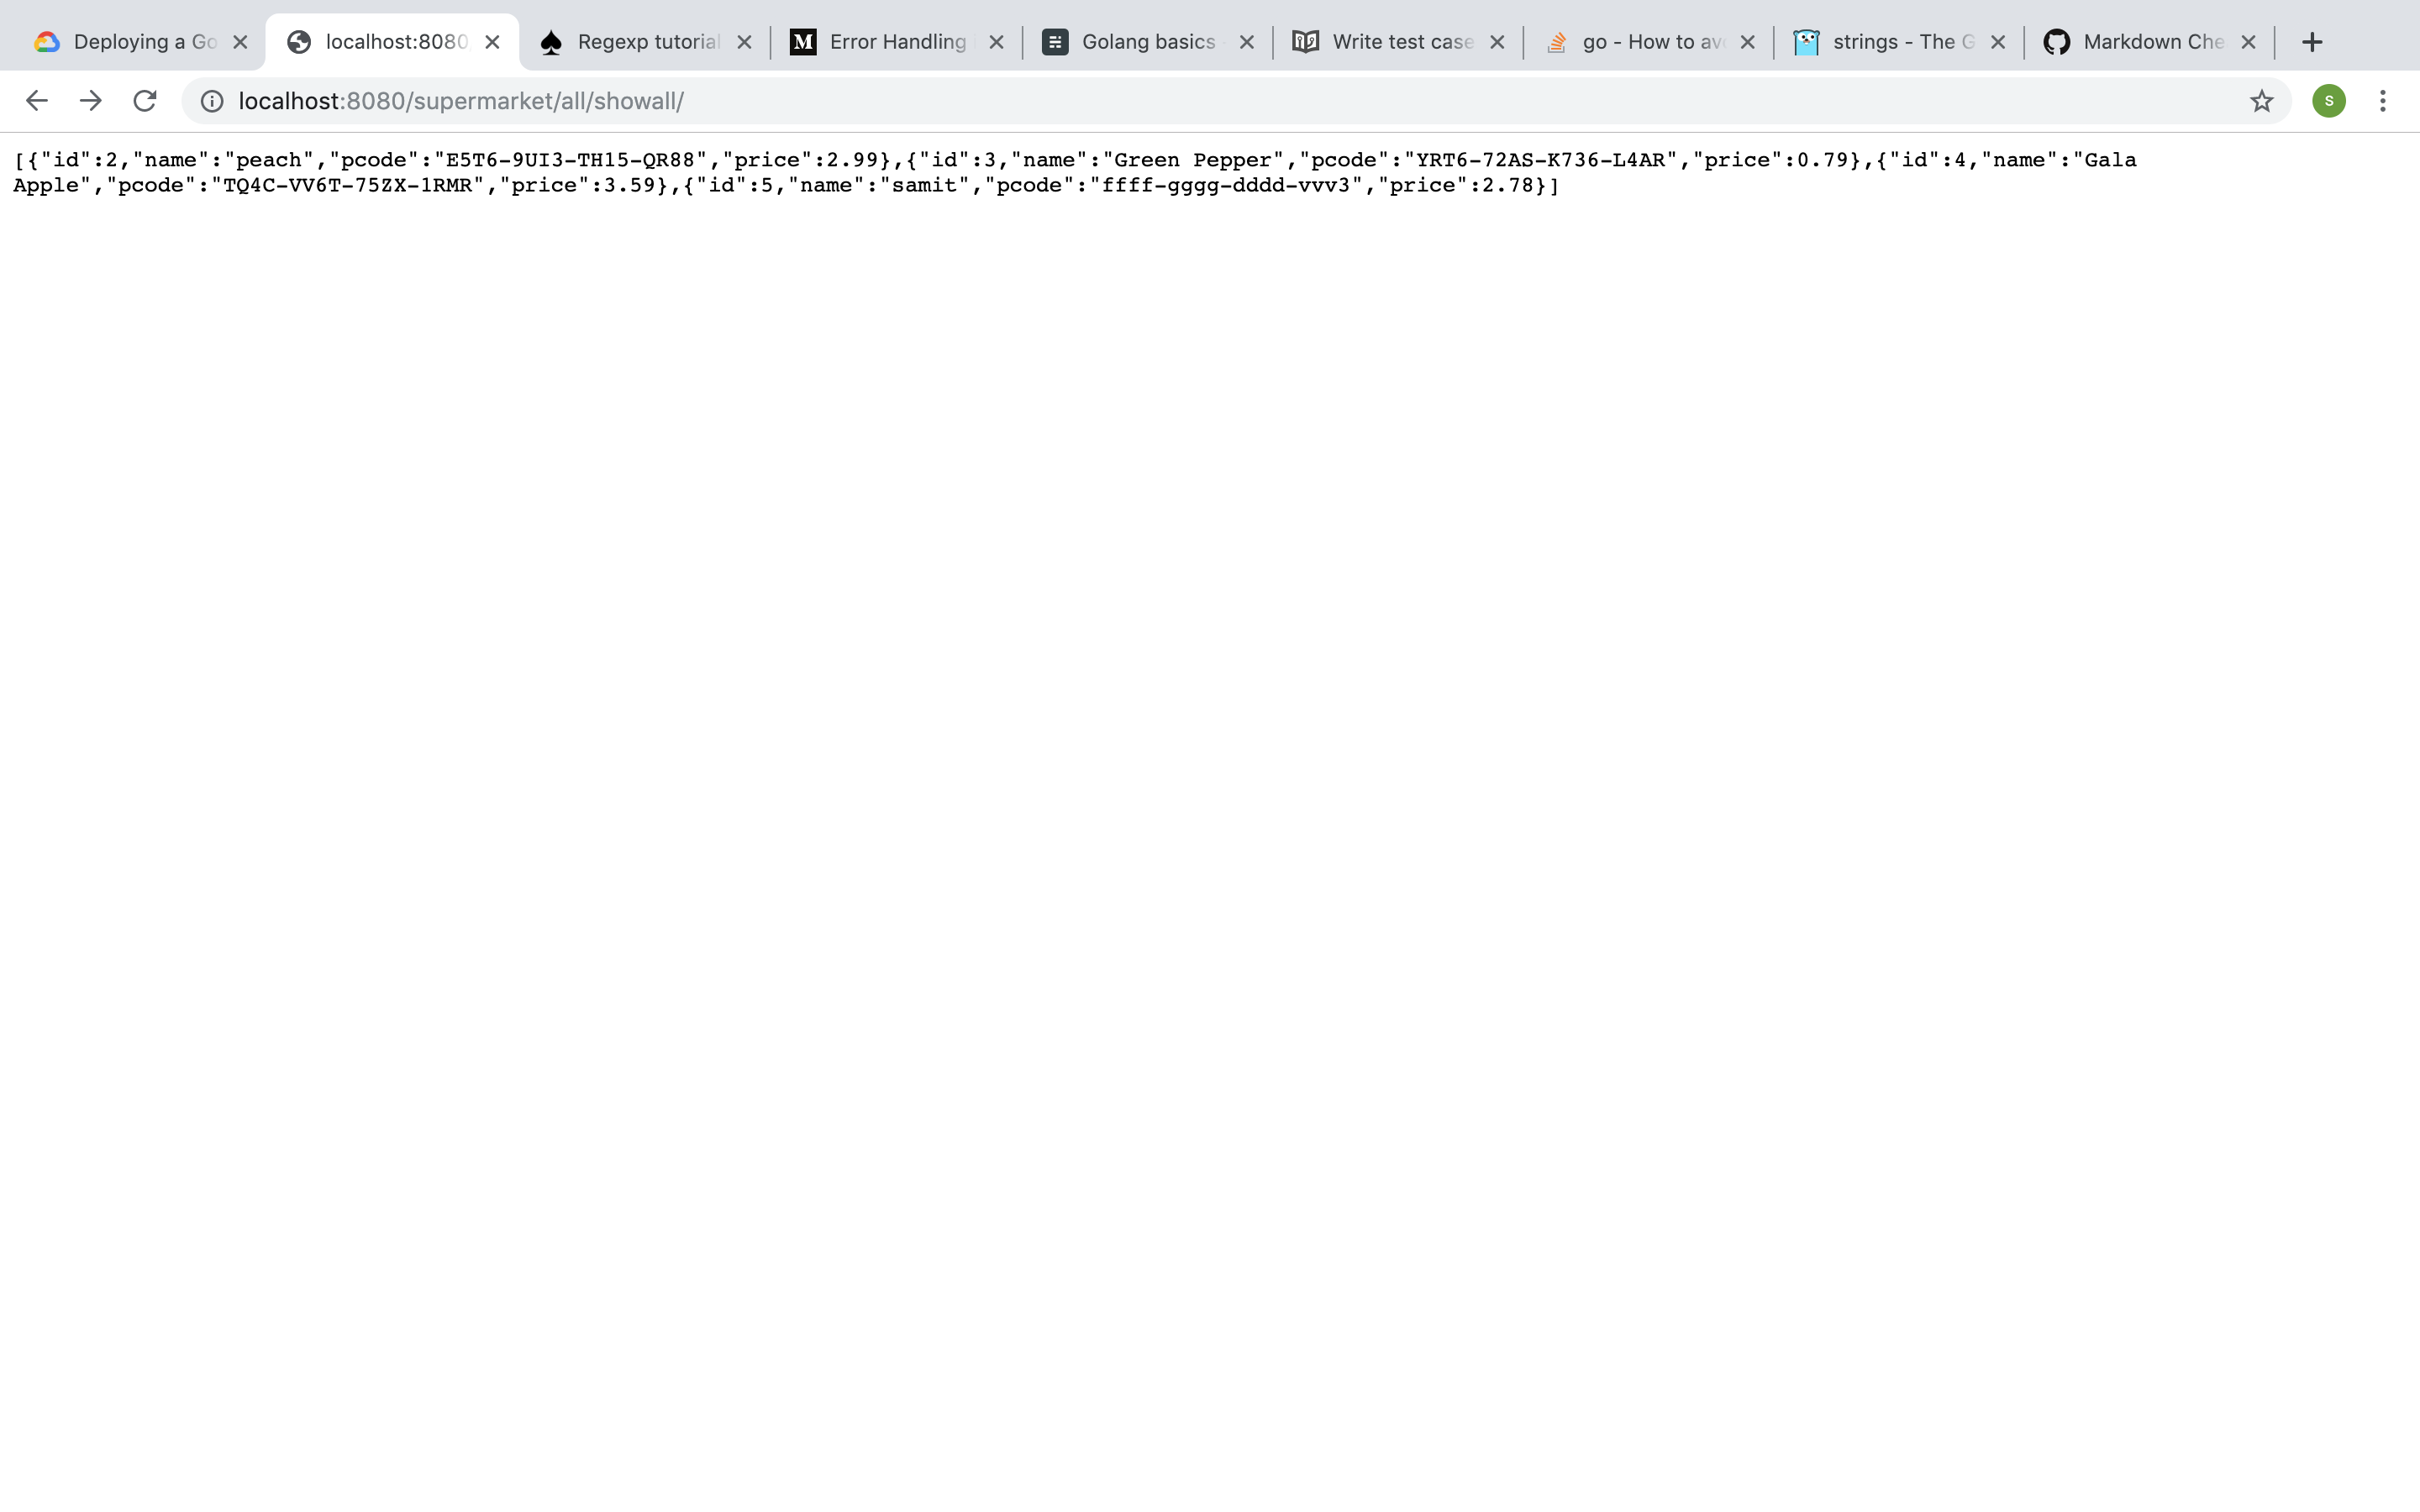 Deploying a Go
localhost:8080
Regexp tutorial
M
Error Handling
Golang basics
Write test case
go - How to avo
strings - The G
Markdown Che
localhost:8080/supermarket/all/showall/
S
[{"id":2,"name":"peach","pcode":"E5T6-9UI3-TH15-QR88","price":2.99},{"id":3,"name":"Green Pepper","pcode":"YRT6-72AS-K736-L4AR","price":0.79},{"id":4,"name":"Gala
Apple","pcode":"TQ4C-VV6T-75ZX-1RMR","price":3.59},{"id":5,"name":"samit","pcode":"ffff-gggg-dddd-vvv3","price":2.78}]